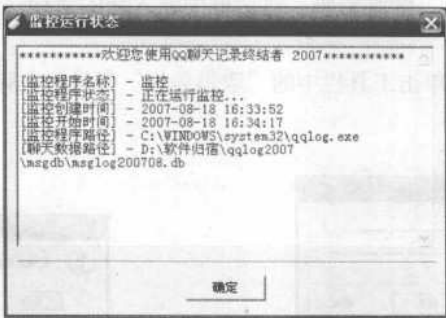 监控运行状态
***********欢迎您使用QQ聊天记录终结者 2007***********
[监控程序名称] - 监控
[监控程序状态] - 正在运行监控...
[监控创建时间] - 2007-08-18 16:33:52
[监控开始时间] - 2007-08-18 16:34:17
[监控程序路径] - C:\WINDOWS\system32\qqlog.exe
[聊天数据路径] - D:\软件归宿\qqlog2007
\msgdb\msglog200708.db
确定